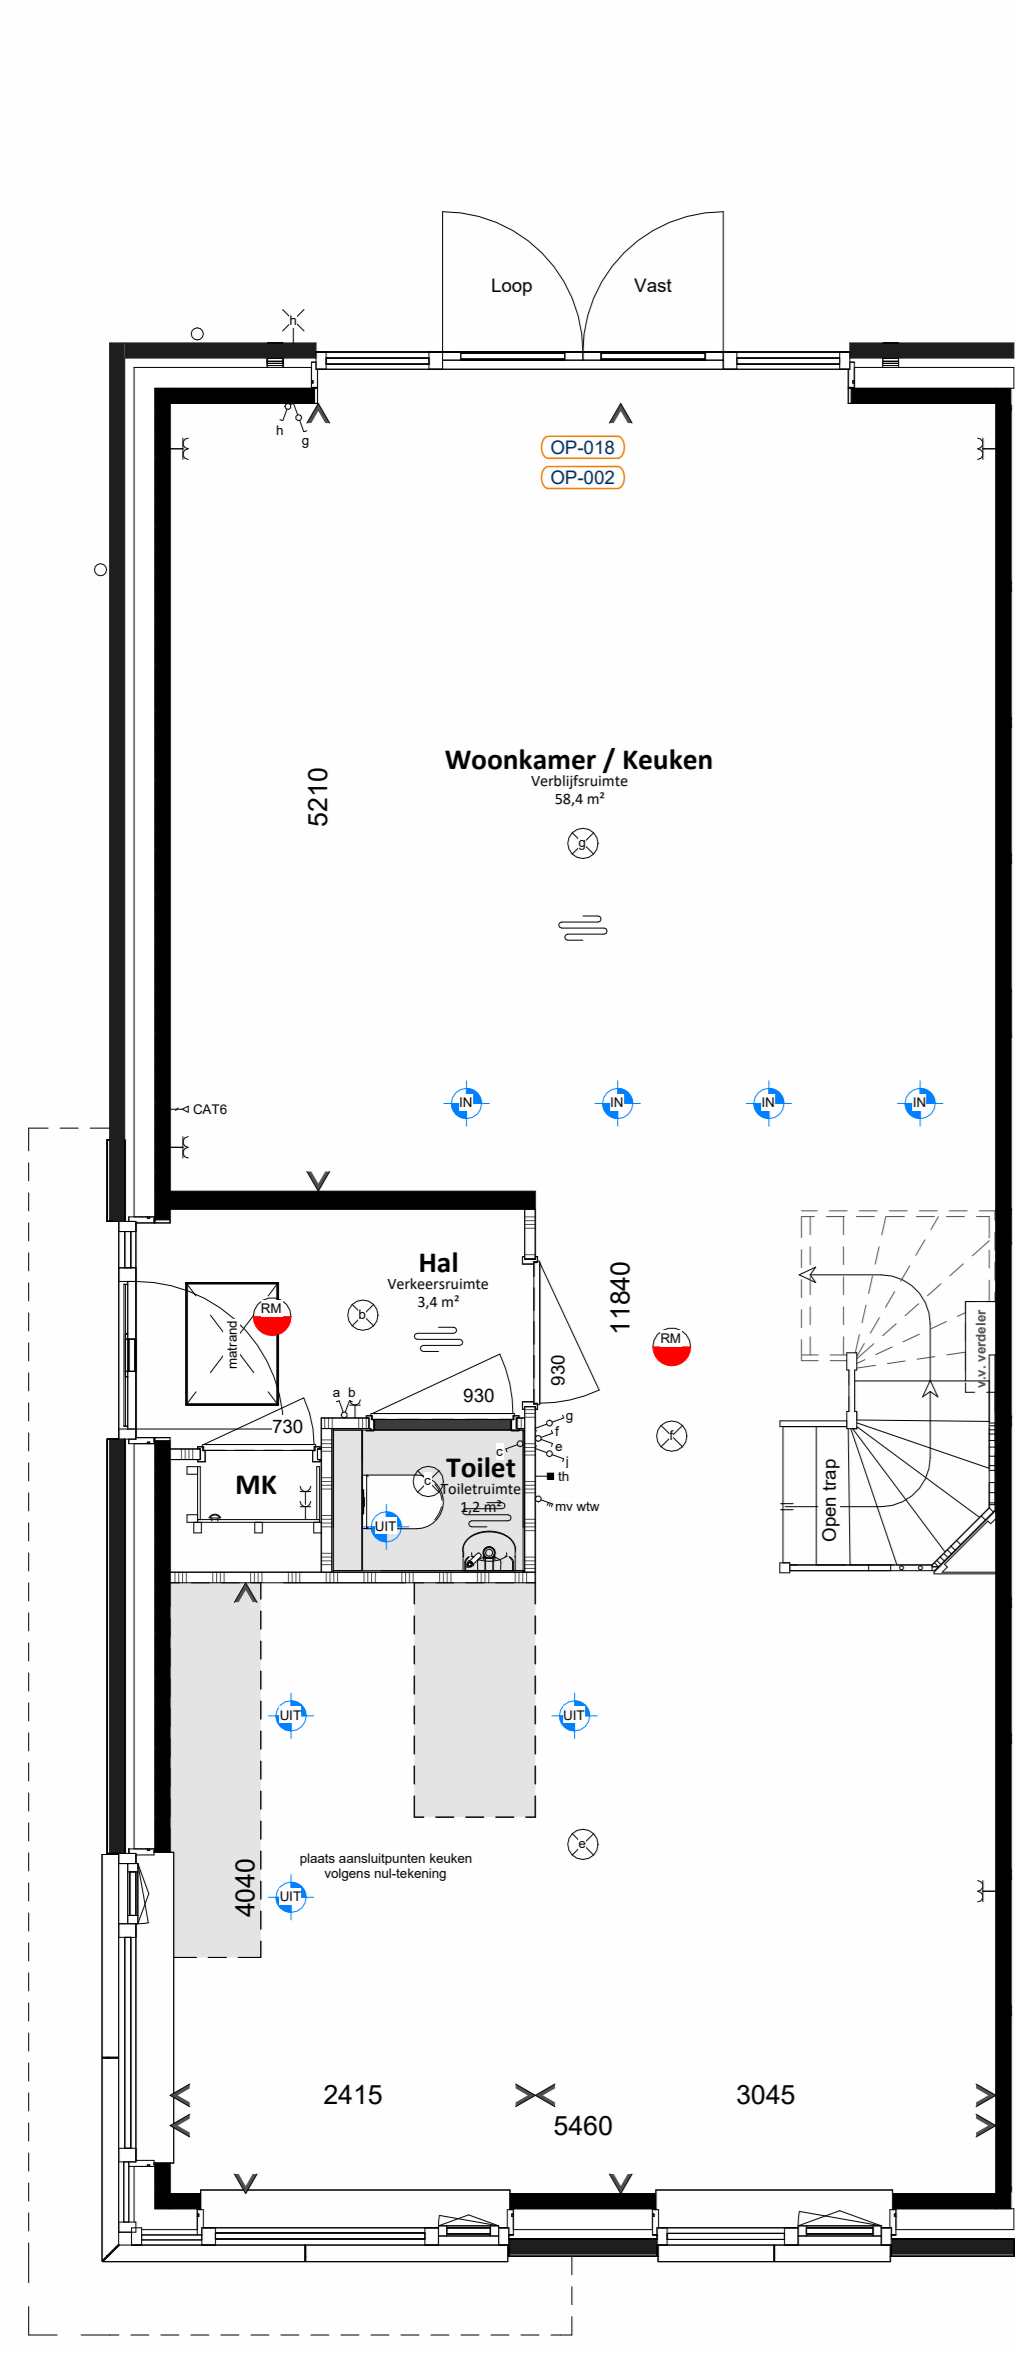 Loop
Vast
h
h
g
OP-018
OP-002
Woonkamer / Keuken
Verblijfsruimte
58,4 m²
5210
g
IN
IN
IN
IN
CAT6
Hal
Verkeersruimte
3,4 m²
11840
RM
matrand
b
RM
v.v. verdeler
930
a
b
930
730
g
f
e
j
c
th
mv wtw
f
MK
Toilet
Toiletruimte
1,2 m²
c
UIT
Open trap
UIT
UIT
e
plaats aansluitpunten keuken
volgens nul-tekening
4040
UIT
2415
3045
5460